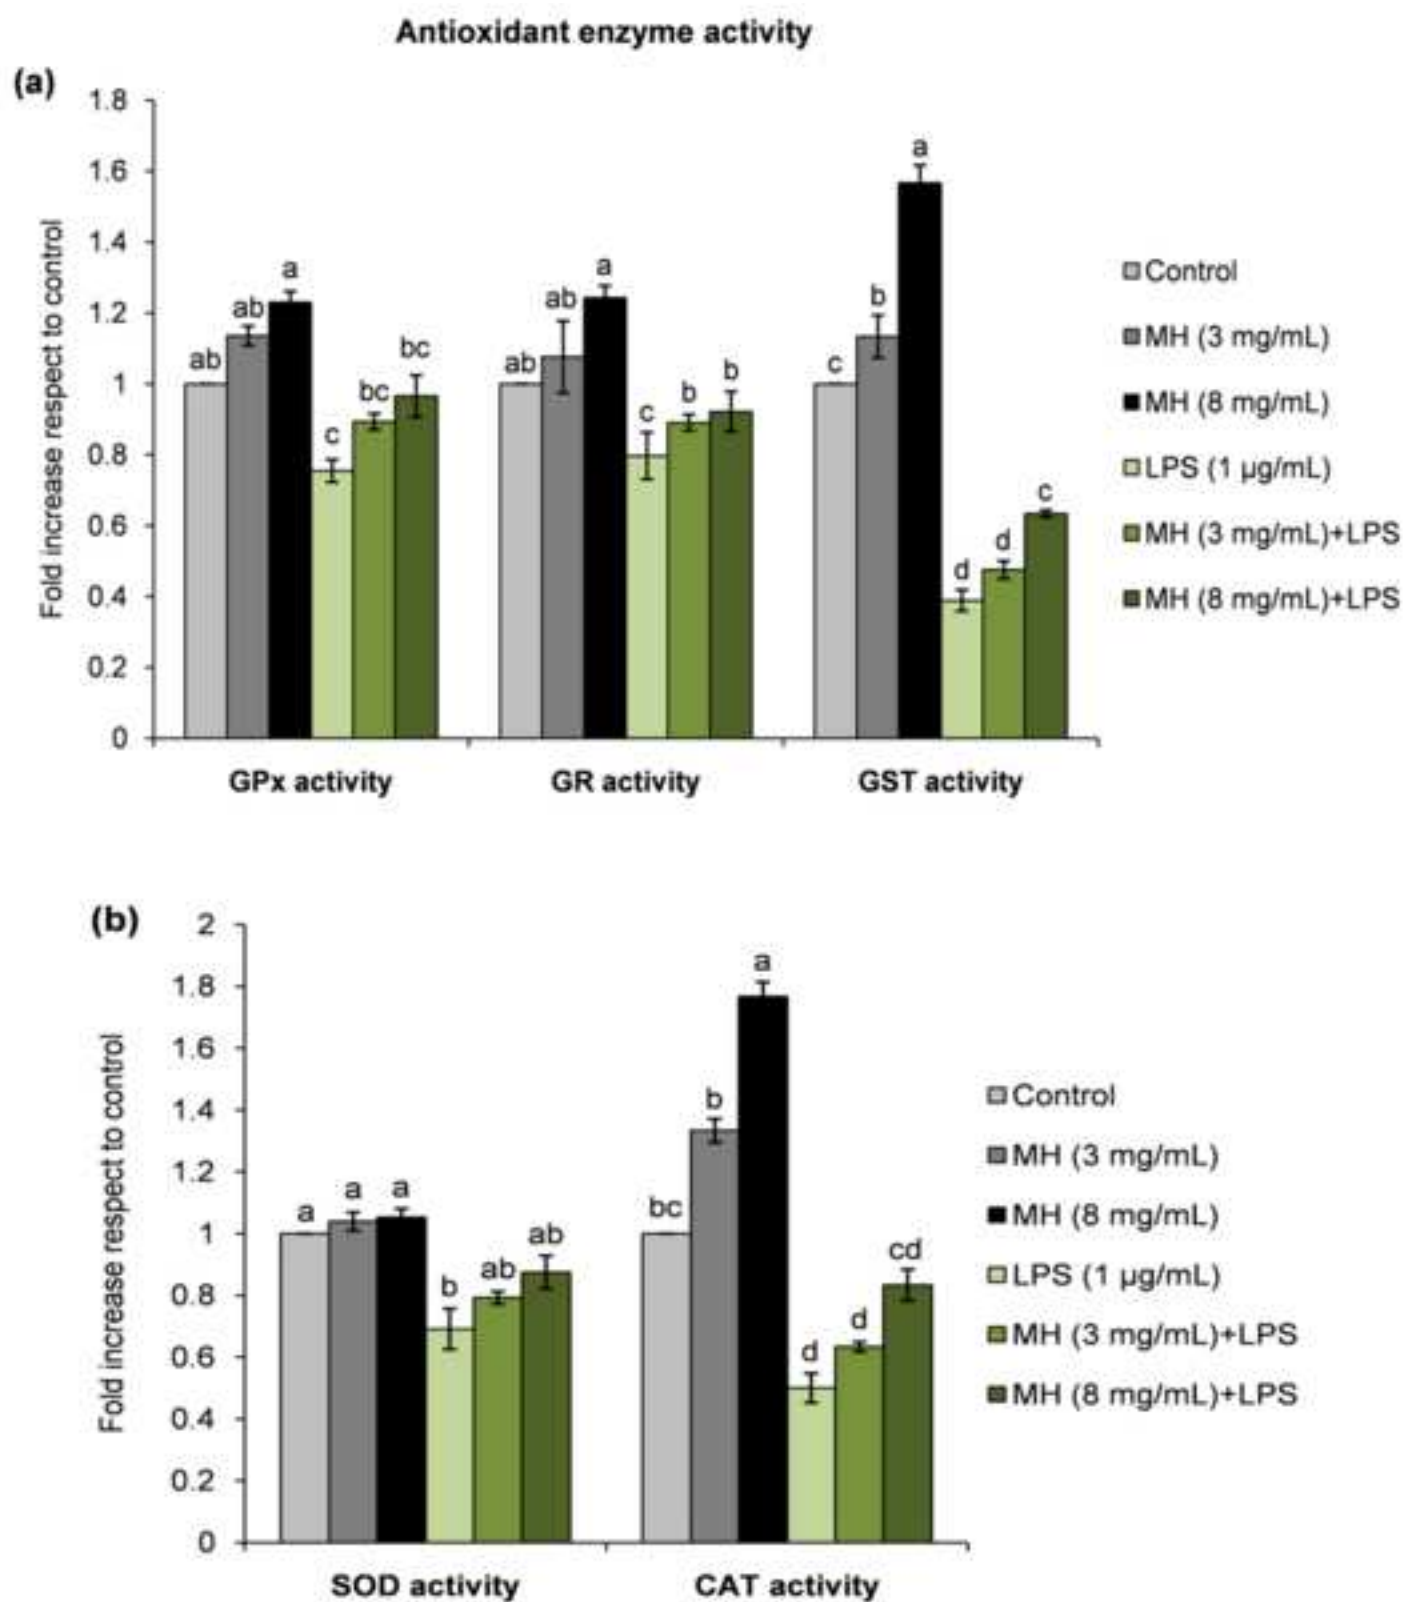 Antioxidant enzyme activity
(a)
Fold increase respect to control
1.8
1.6
1.4
1.2
1
0.8
0.6
0.4
0.2
0
ab ab a c bc bc
ab ab a c b b
c b a d d c
GPx activity GR activity GST activity
Control
MH (3 mg/mL)
MH (8 mg/mL)
LPS (1 µg/mL)
MH (3 mg/mL)+LPS
MH (8 mg/mL)+LPS
(b)
Fold increase respect to control
2
1.8
1.6
1.4
1.2
1
0.8
0.6
0.4
0.2
0
a a a b ab ab
bc b a d d cd
SOD activity CAT activity
Control
MH (3 mg/mL)
MH (8 mg/mL)
LPS (1 µg/mL)
MH (3 mg/mL)+LPS
MH (8 mg/mL)+LPS